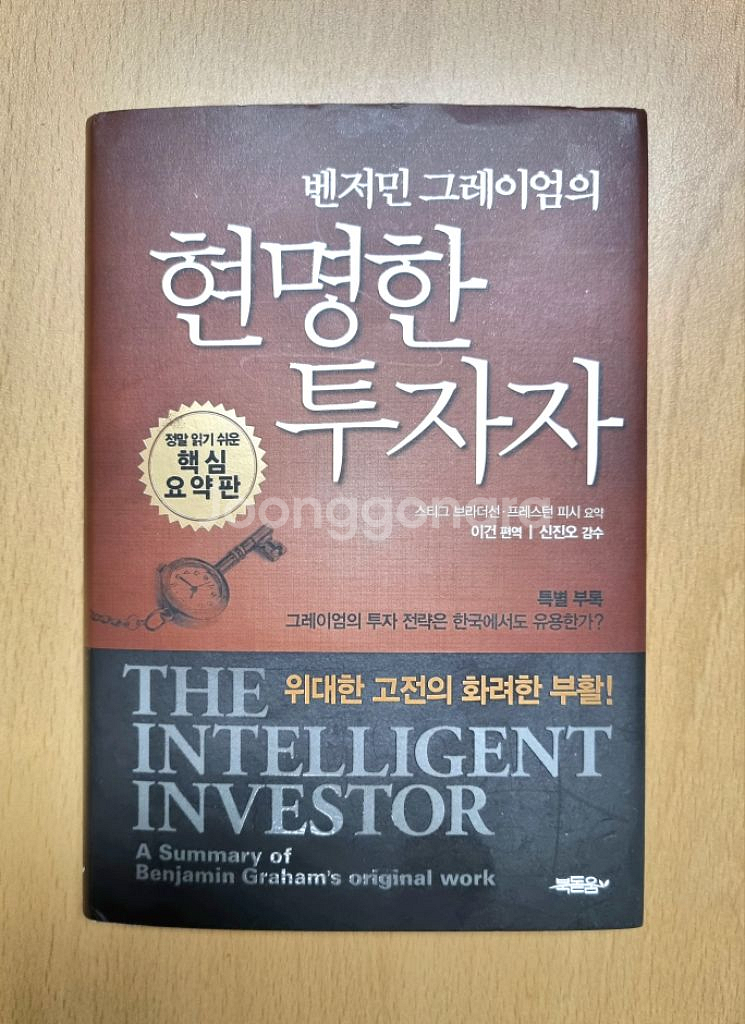 벤저민 그레이엄의
현명한
투자자
정말 읽기 쉬운
핵심
요약판
joonggonara
스티그 브라더선 · 프레스턴 피시 요약
이건 편역 | 신진오 감수
특별 부록
그레이엄의 투자 전략은 한국에서도 유용한가?
위대한 고전의 화려한 부활!
THE
INTELLIGENT
INVESTOR
A Summary of
Benjamin Graham's original work
북돋움